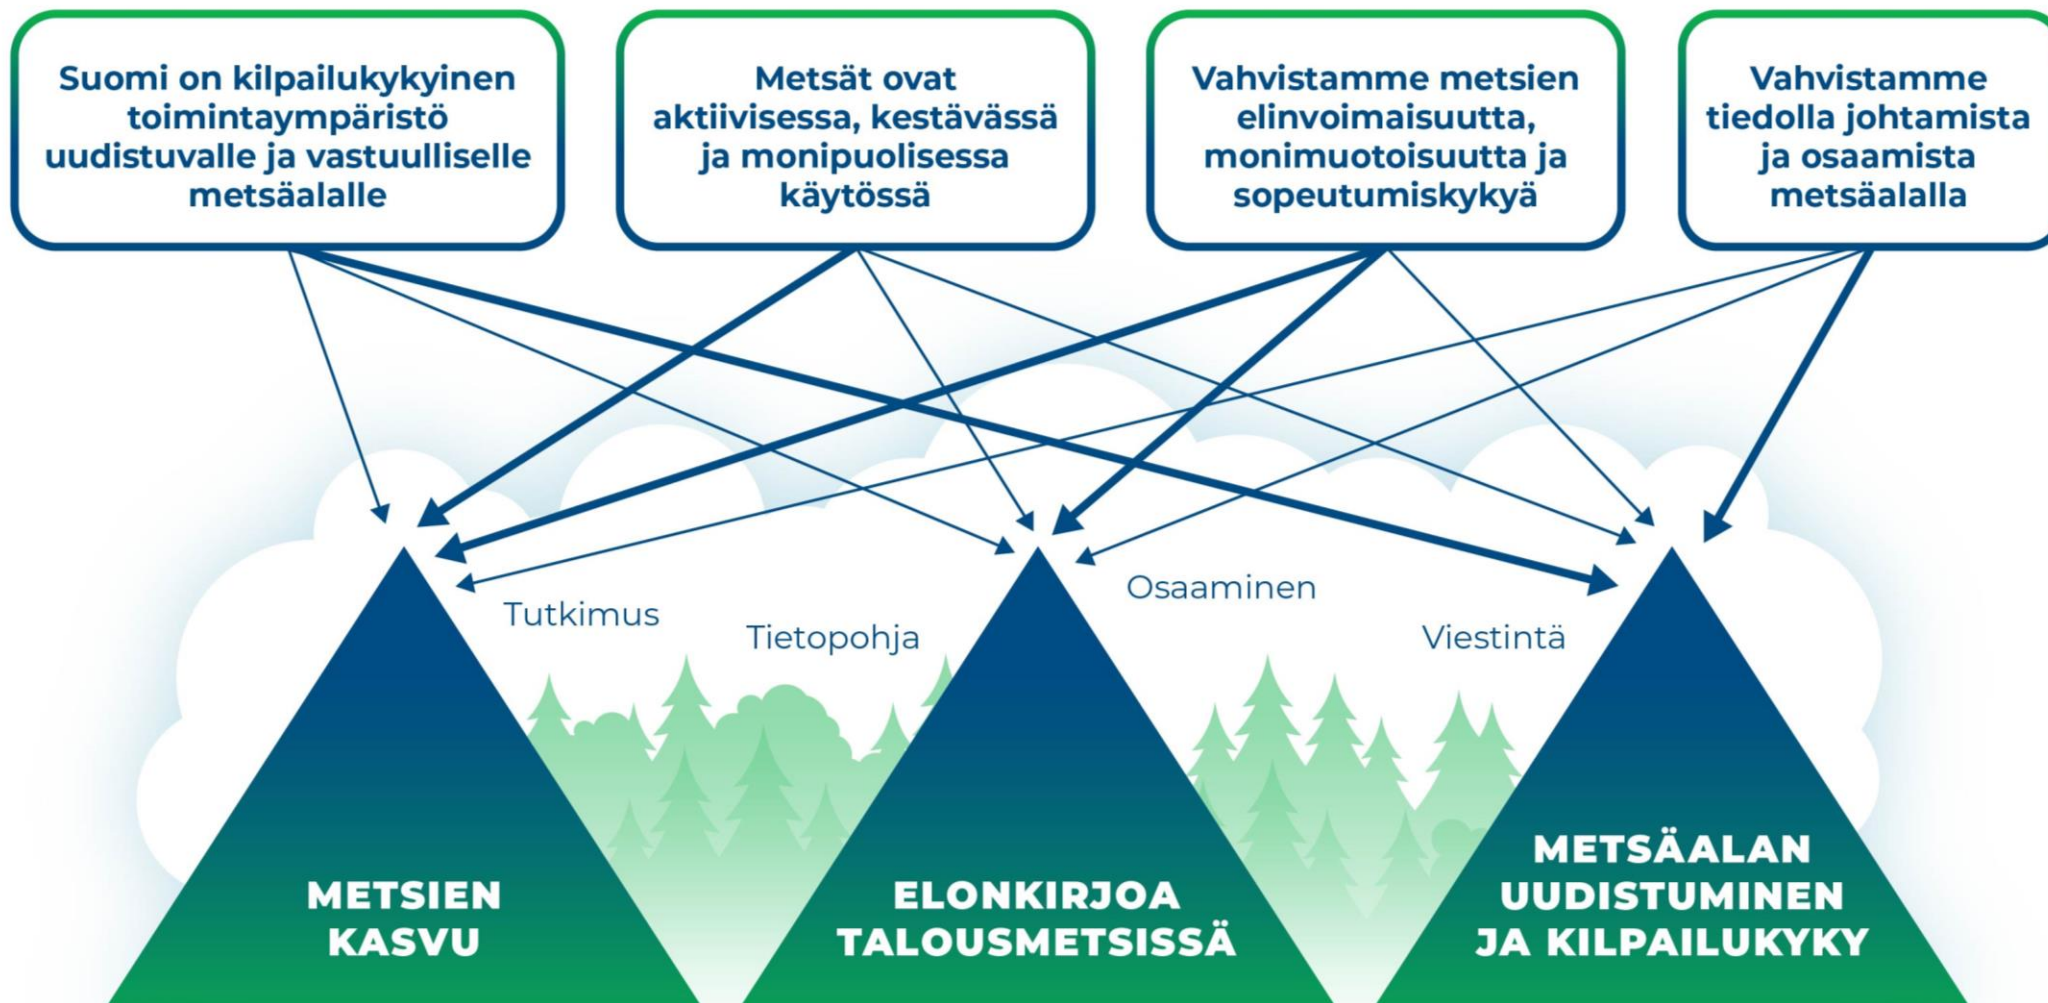 Suomi on kilpailukykyinen
toimintaympäristö
uudistuvalle ja vastuulliselle
metsäalalle
Metsät ovat
aktiivisessa, kestävässä
ja monipuolisessa
käytössä
Vahvistamme metsien
elinvoimaisuutta,
monimuotoisuutta ja
sopeutumiskykyä
Vahvistamme
tiedolla johtamista
ja osaamista
metsäalalla
Tutkimus
Tietopohja
Osaaminen
Viestintä
METSIEN
KASVU
ELONKIRJOA
TALOUSMETSISSÄ
METSÄALAN
UUDISTUMINEN
JA KILPAILUKYKY